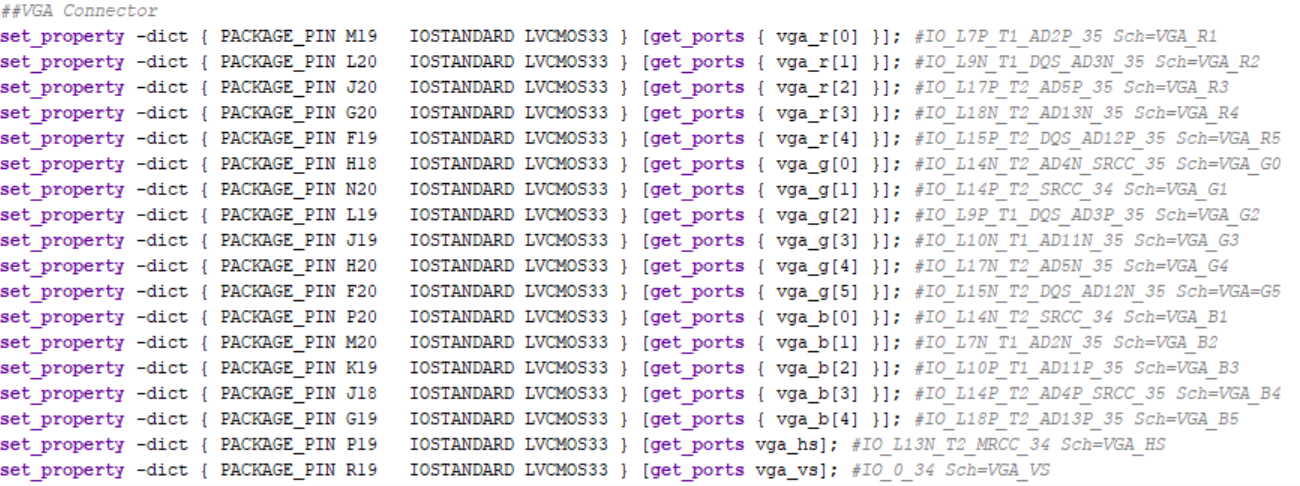 ##VGA Connector
set_property -dict { PACKAGE_PIN M19   IOSTANDARD LVCMOS33 } [get_ports { vga_r[0] }]; #IO_L7P_T1_AD2P_35 Sch=VGA_R1
set_property -dict { PACKAGE_PIN L20   IOSTANDARD LVCMOS33 } [get_ports { vga_r[1] }]; #IO_L9N_T1_DQS_AD3N_35 Sch=VGA_R2
set_property -dict { PACKAGE_PIN J20   IOSTANDARD LVCMOS33 } [get_ports { vga_r[2] }]; #IO_L17P_T2_AD5P_35 Sch=VGA_R3
set_property -dict { PACKAGE_PIN G20   IOSTANDARD LVCMOS33 } [get_ports { vga_r[3] }]; #IO_L18N_T2_AD13N_35 Sch=VGA_R4
set_property -dict { PACKAGE_PIN F19   IOSTANDARD LVCMOS33 } [get_ports { vga_r[4] }]; #IO_L15P_T2_DQS_AD12P_35 Sch=VGA_R5
set_property -dict { PACKAGE_PIN H18   IOSTANDARD LVCMOS33 } [get_ports { vga_g[0] }]; #IO_L14N_T2_AD4N_SRCC_35 Sch=VGA_G0
set_property -dict { PACKAGE_PIN N20   IOSTANDARD LVCMOS33 } [get_ports { vga_g[1] }]; #IO_L14P_T2_SRCC_34 Sch=VGA_G1
set_property -dict { PACKAGE_PIN L19   IOSTANDARD LVCMOS33 } [get_ports { vga_g[2] }]; #IO_L9P_T1_DQS_AD3P_35 Sch=VGA_G2
set_property -dict { PACKAGE_PIN J19   IOSTANDARD LVCMOS33 } [get_ports { vga_g[3] }]; #IO_L10N_T1_AD11N_35 Sch=VGA_G3
set_property -dict { PACKAGE_PIN H20   IOSTANDARD LVCMOS33 } [get_ports { vga_g[4] }]; #IO_L17N_T2_AD5N_35 Sch=VGA_G4
set_property -dict { PACKAGE_PIN F20   IOSTANDARD LVCMOS33 } [get_ports { vga_g[5] }]; #IO_L15N_T2_DQS_AD12N_35 Sch=VGA=G5
set_property -dict { PACKAGE_PIN P20   IOSTANDARD LVCMOS33 } [get_ports { vga_b[0] }]; #IO_L14N_T2_SRCC_34 Sch=VGA_B1
set_property -dict { PACKAGE_PIN M20   IOSTANDARD LVCMOS33 } [get_ports { vga_b[1] }]; #IO_L7N_T1_AD2N_35 Sch=VGA_B2
set_property -dict { PACKAGE_PIN K19   IOSTANDARD LVCMOS33 } [get_ports { vga_b[2] }]; #IO_L10P_T1_AD11P_35 Sch=VGA_B3
set_property -dict { PACKAGE_PIN J18   IOSTANDARD LVCMOS33 } [get_ports { vga_b[3] }]; #IO_L14P_T2_AD4P_SRCC_35 Sch=VGA_B4
set_property -dict { PACKAGE_PIN G19   IOSTANDARD LVCMOS33 } [get_ports { vga_b[4] }]; #IO_L18P_T2_AD13P_35 Sch=VGA_B5
set_property -dict { PACKAGE_PIN P19   IOSTANDARD LVCMOS33 } [get_ports vga_hs]; #IO_L13N_T2_MRCC_34 Sch=VGA_HS
set_property -dict { PACKAGE_PIN R19   IOSTANDARD LVCMOS33 } [get_ports vga_vs]; #IO_0_34 Sch=VGA_VS